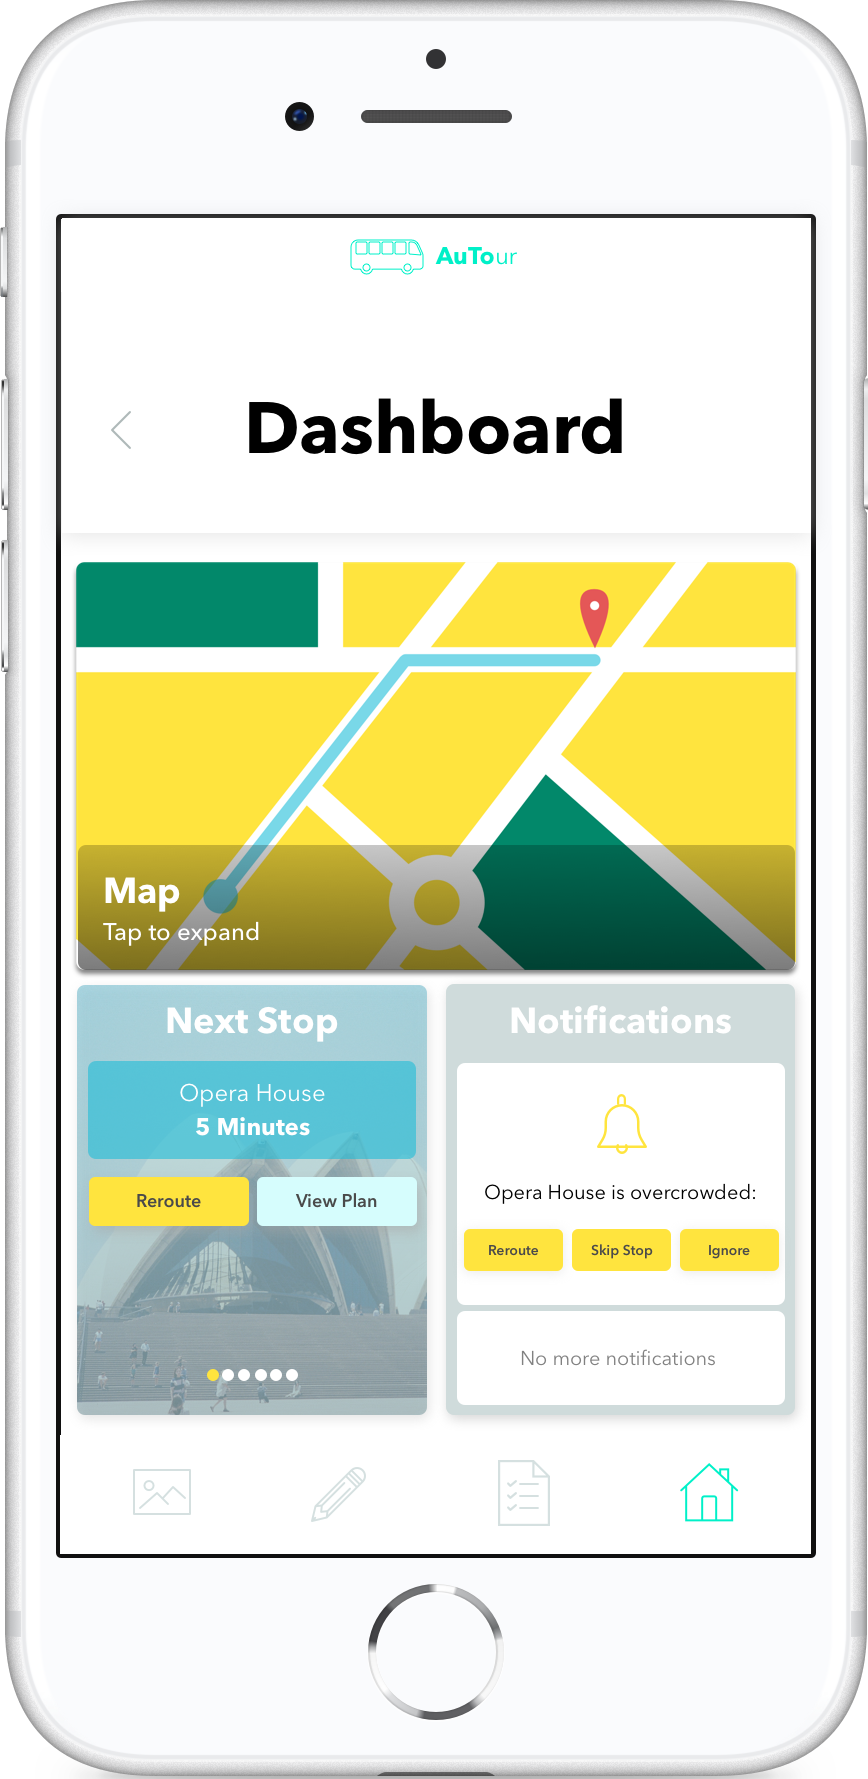 AuTour
Dashboard
Map
Tap to expand
Next Stop
Opera House
5 Minutes
Reroute
View Plan
Notifications
Opera House is overcrowded:
Reroute
Skip Stop
Ignore
No more notifications